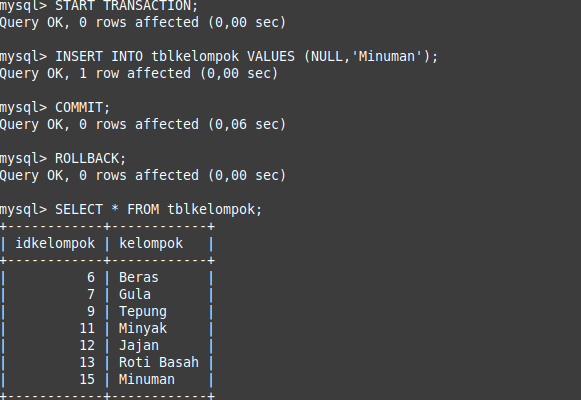 mysql> START TRANSACTION;
Query OK, 0 rows affected (0,00 sec)
mysql> INSERT INTO tblkelompok VALUES (NULL,'Minuman');
Query OK, 1 row affected (0,00 sec)
mysql> COMMIT;
Query OK, 0 rows affected (0,06 sec)
mysql> ROLLBACK;
Query OK, 0 rows affected (0,00 sec)
mysql> SELECT * FROM tblkelompok;
+------------+------------+
| idkelompok | kelompok   |
+------------+------------+
|          6 | Beras      |
|          7 | Gula       |
|          9 | Tepung     |
|         11 | Minyak     |
|         12 | Jajan      |
|         13 | Roti Basah |
|         15 | Minuman    |
+------------+------------+